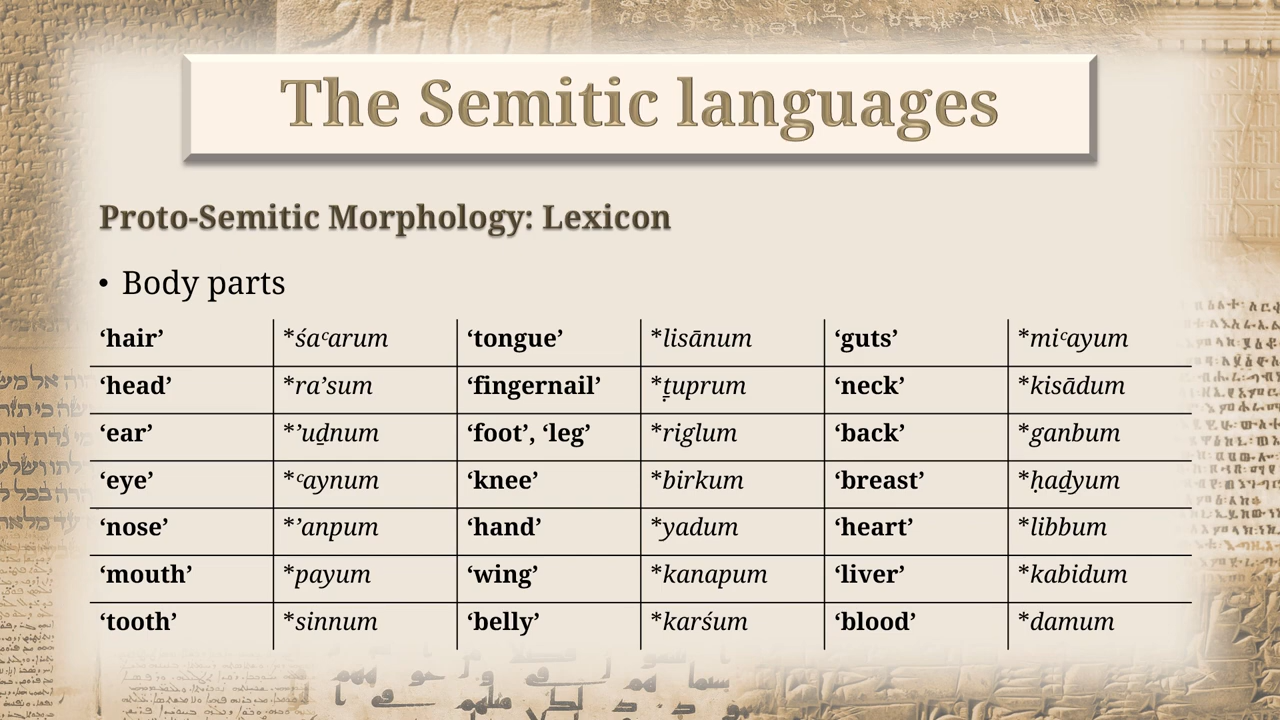 The Semitic languages
Proto-Semitic Morphology: Lexicon
• Body parts
‘hair’ *śaᶜarum ‘tongue’ *lisānum ‘guts’ *miᶜayum
‘head’ *ra’sum ‘fingernail’ *ṯ̣uprum ‘neck’ *kisādum
‘ear’ *’uḏnum ‘foot’, ‘leg’ *riglum ‘back’ *ganbum
‘eye’ *ᶜaynum ‘knee’ *birkum ‘breast’ *ḥaḏyum
‘nose’ *’anpum ‘hand’ *yadum ‘heart’ *libbum
‘mouth’ *payum ‘wing’ *kanapum ‘liver’ *kabidum
‘tooth’ *sinnum ‘belly’ *karśum ‘blood’ *damum